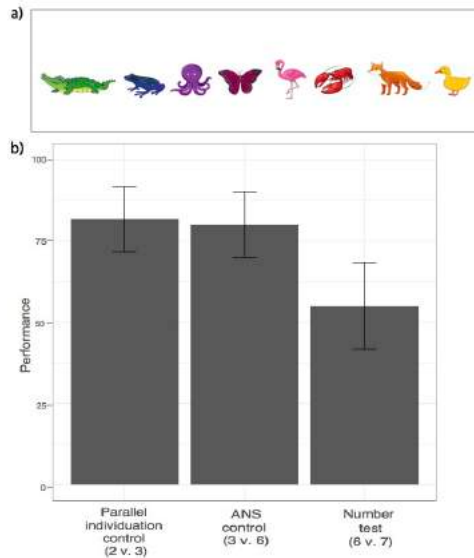 a)
b)
100
75
50
25
0
Performance
Parallel
individuation
control
(2 v. 3)
ANS
control
(3 v. 6)
Number
test
(6 v. 7)